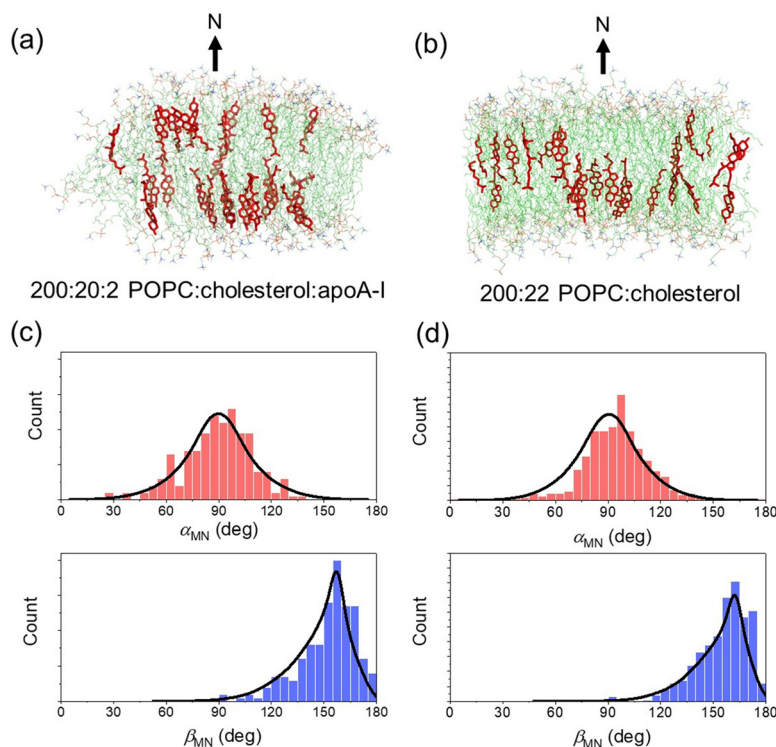 (a)
N
(b)
N
200:20:2 POPC:cholesterol:apoA-I
200:22 POPC:cholesterol
(c)
(d)
Count
Count
0 30 60 90 120 150 180
0 30 60 90 120 150 180
αMN (deg)
αMN (deg)
Count
Count
0 30 60 90 120 150 180
0 30 60 90 120 150 180
βMN (deg)
βMN (deg)